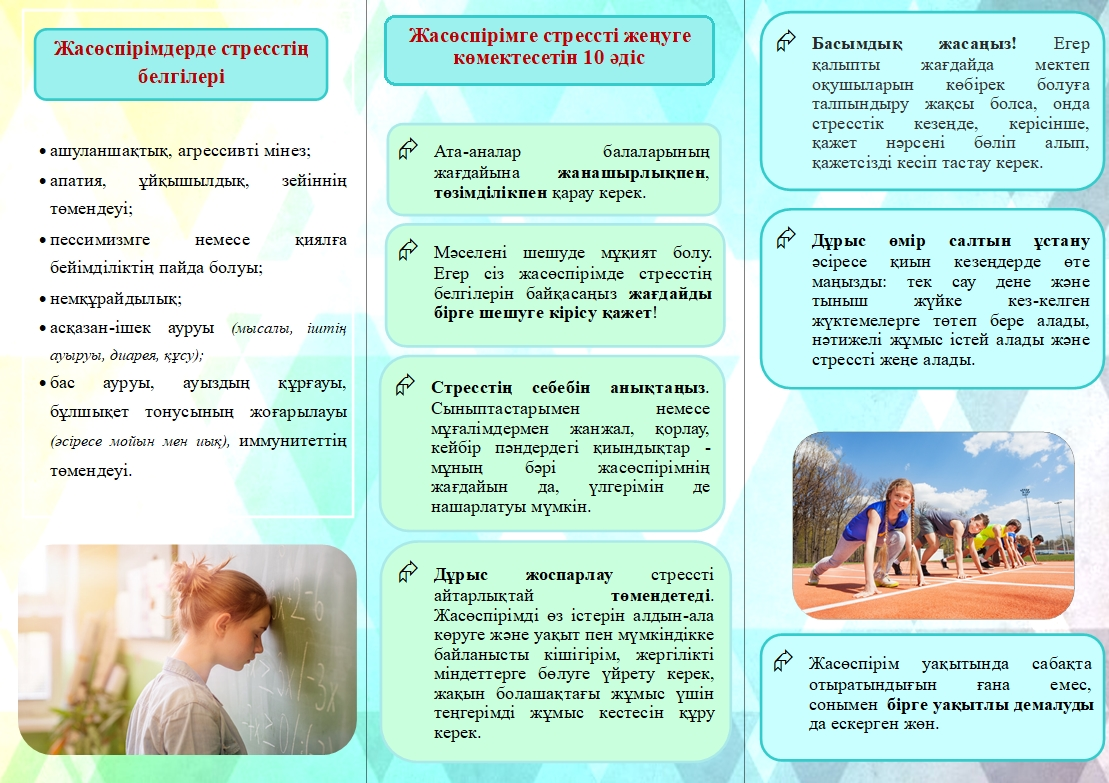 Жасөспірімдерде стресстің
белгілері
• ашуланшақтық, агрессивті мінез;
• апатия, ұйқышылдық, зейіннің
төмендеуі;
• пессимизмге немесе қиялға
бейімділіктің пайда болуы;
• немқұрайдылық;
• асқазан-ішек ауруы (мысалы, іштің
ауыруы, диарея, құсу);
• бас ауруы, ауыздың құрғауы,
бұлшықет тонусының жоғарылауы
(әсіресе мойын мен иық), иммунитеттің
төмендеуі.
Жасөспірімге стрессті жеңуге
көмектесетін 10 әдіс
Ата-аналар балаларының
жағдайына жанашырлықпен,
төзімділікпен қарау керек.
Мәселені шешуде мұқият болу.
Егер сіз жасөспірімде стресстің
белгілерін байқасаңыз жағдайды
бірге шешуге кірісу қажет!
Стресстің себебін анықтаңыз.
Сыныптастарымен немесе
мұғалімдермен жанжал, қорлау,
кейбір пәндердегі қиындықтар -
мұның бәрі жасөспірімнің
жағдайын да, үлгерімін де
нашарлатуы мүмкін.
Дұрыс жоспарлау стрессті
айтарлықтай төмендетеді.
Жасөспірімді өз істерін алдын-ала
көруге және уақыт пен мүмкіндікке
байланысты кішігірім, жергілікті
міндеттерге бөлуге үйрету керек,
жақын болашақтағы жұмыс үшін
теңгерімді жұмыс кестесін құру
керек.
Басымдық жасаңыз! Егер
қалыпты жағдайда мектеп
оқушыларын көбірек болуға
талпындыру жақсы болса, онда
стресстік кезеңде, керісінше,
қажет нәрсені бөліп алып,
қажетсізді кесіп тастау керек.
Дұрыс өмір салтын ұстану
әсіресе қиын кезеңдерде өте
маңызды: тек сау дене және
тыныш жүйке кез-келген
жүктемелерге төтеп бере алады,
нәтижелі жұмыс істей алады және
стрессті жеңе алады.
Жасөспірім уақытында сабақта
отыратындығын ғана емес,
сонымен бірге уақытлы демалуды
да ескерген жөн.